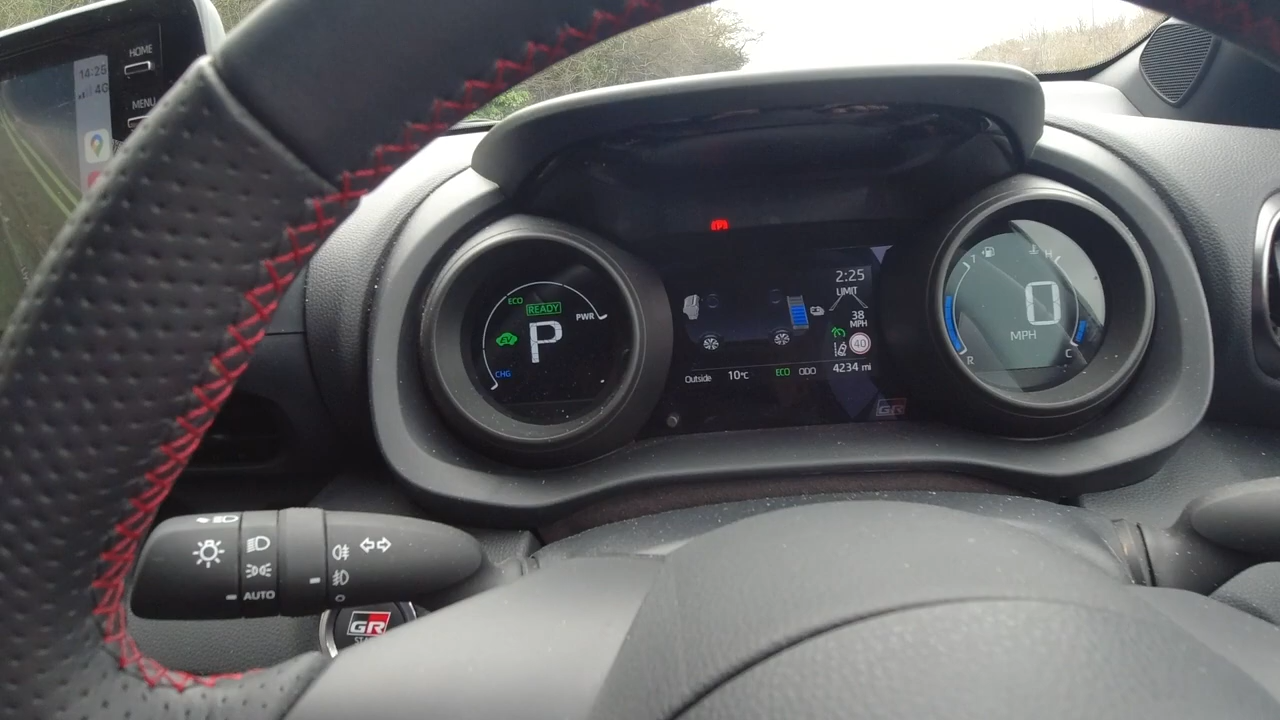 HOME
14:25
4G
MENU
(P)
ECO
READY
PWR
EV
P
CHG
2:25
LIMIT
38
MPH
40
Outside 10°C ECO ODO 4234 mi
GR
T H
0
MPH
R C
AUTO
GR